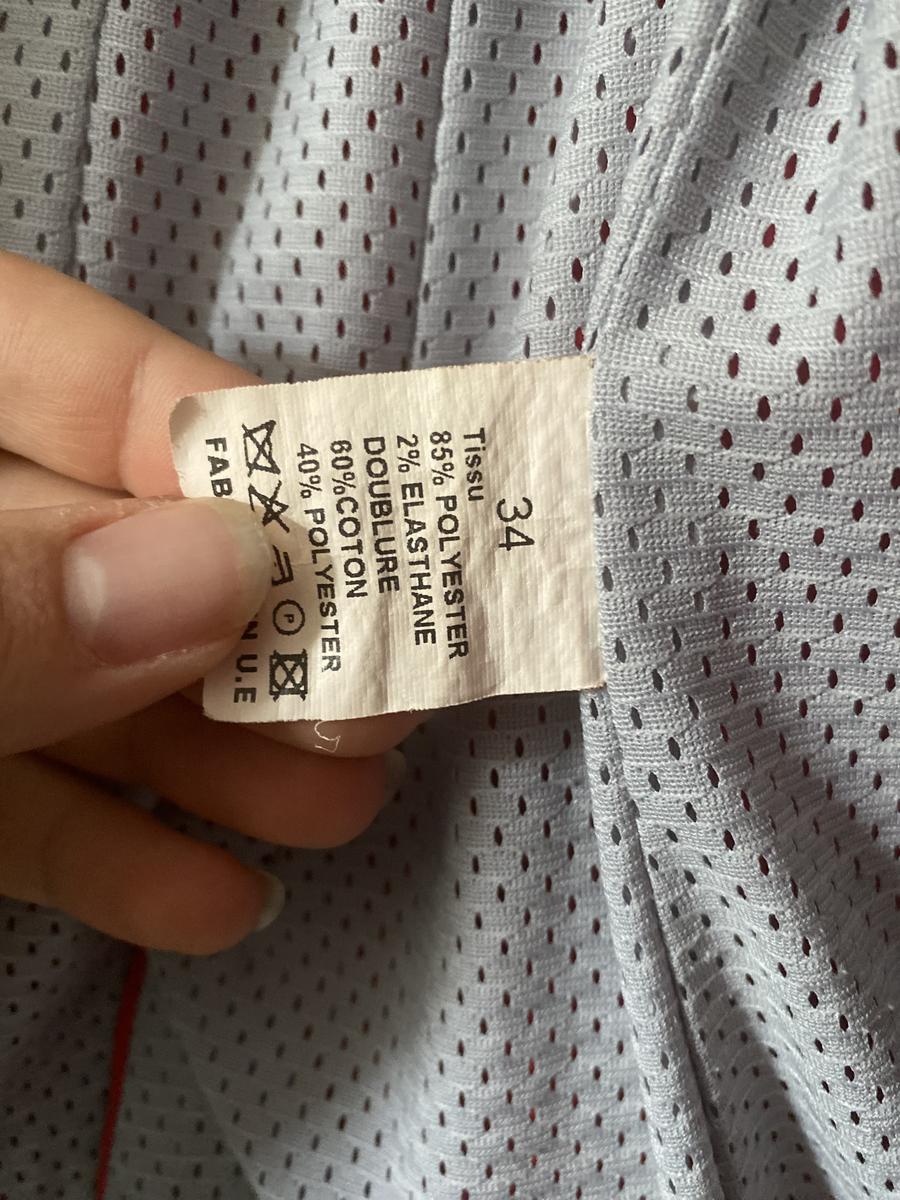 34
Tissu
85% POLYESTER
2% ELASTHANE
DOUBLURE
60%COTON
40% POLYESTER
P
U.E